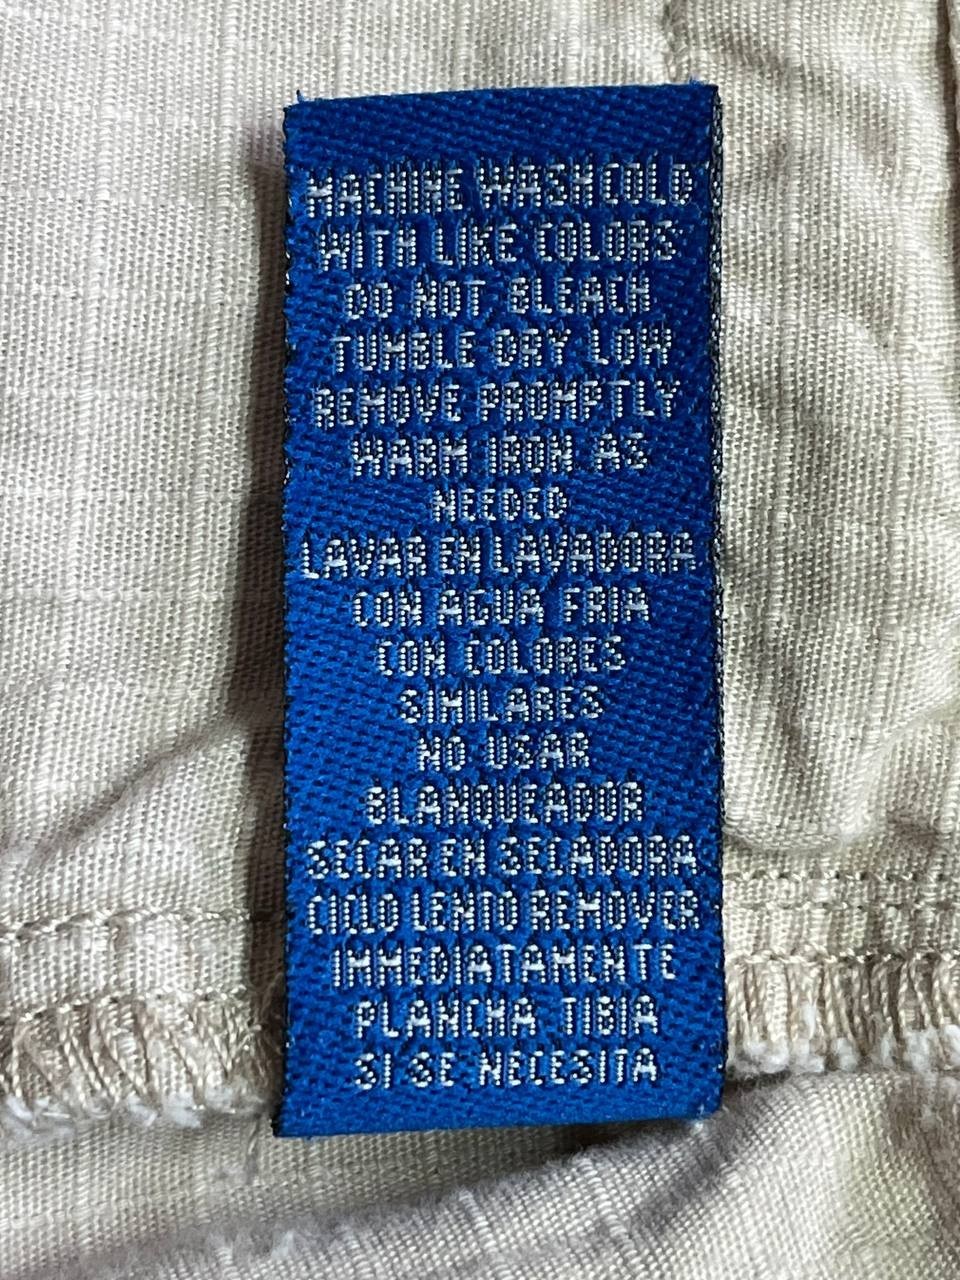 MACHINE WASH COLD
WITH LIKE COLORS
DO NOT BLEACH
TUMBLE DRY LOW
REMOVE PROMPTLY
WARM IRON AS
NEEDED
LAVAR EN LAVADORA
CON AGUA FRIA
CON COLORES
SIMILARES
NO USAR
BLANQUEADOR
SECAR EN SECADORA
CICLO LENTO REMOVER
IMMEDIATAMENTE
PLANCHA TIBIA
SI SE NECESITA